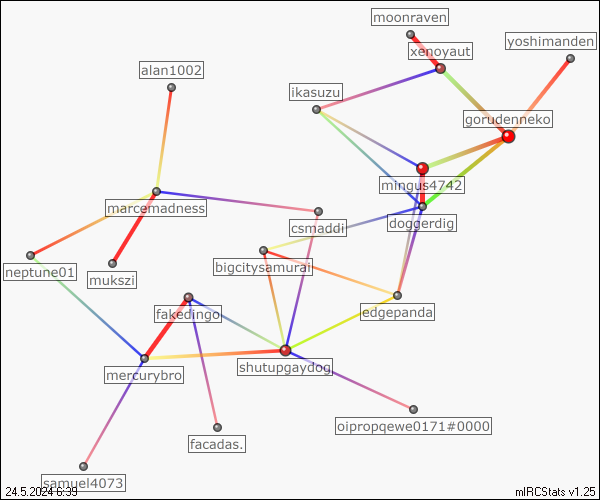 moonraven
yoshimanden
xenoyaut
alan1002
ikasuzu
gorudenneko
mingus4742
marcemadness
csmaddi
doggerdig
bigcitysamurai
neptune01
mukszi
edgepanda
fakedingo
shutupgaydog
mercurybro
oipropqewe0171#0000
facadas.
samuel4073
24.5.2024 6:39
mIRCStats v1.25